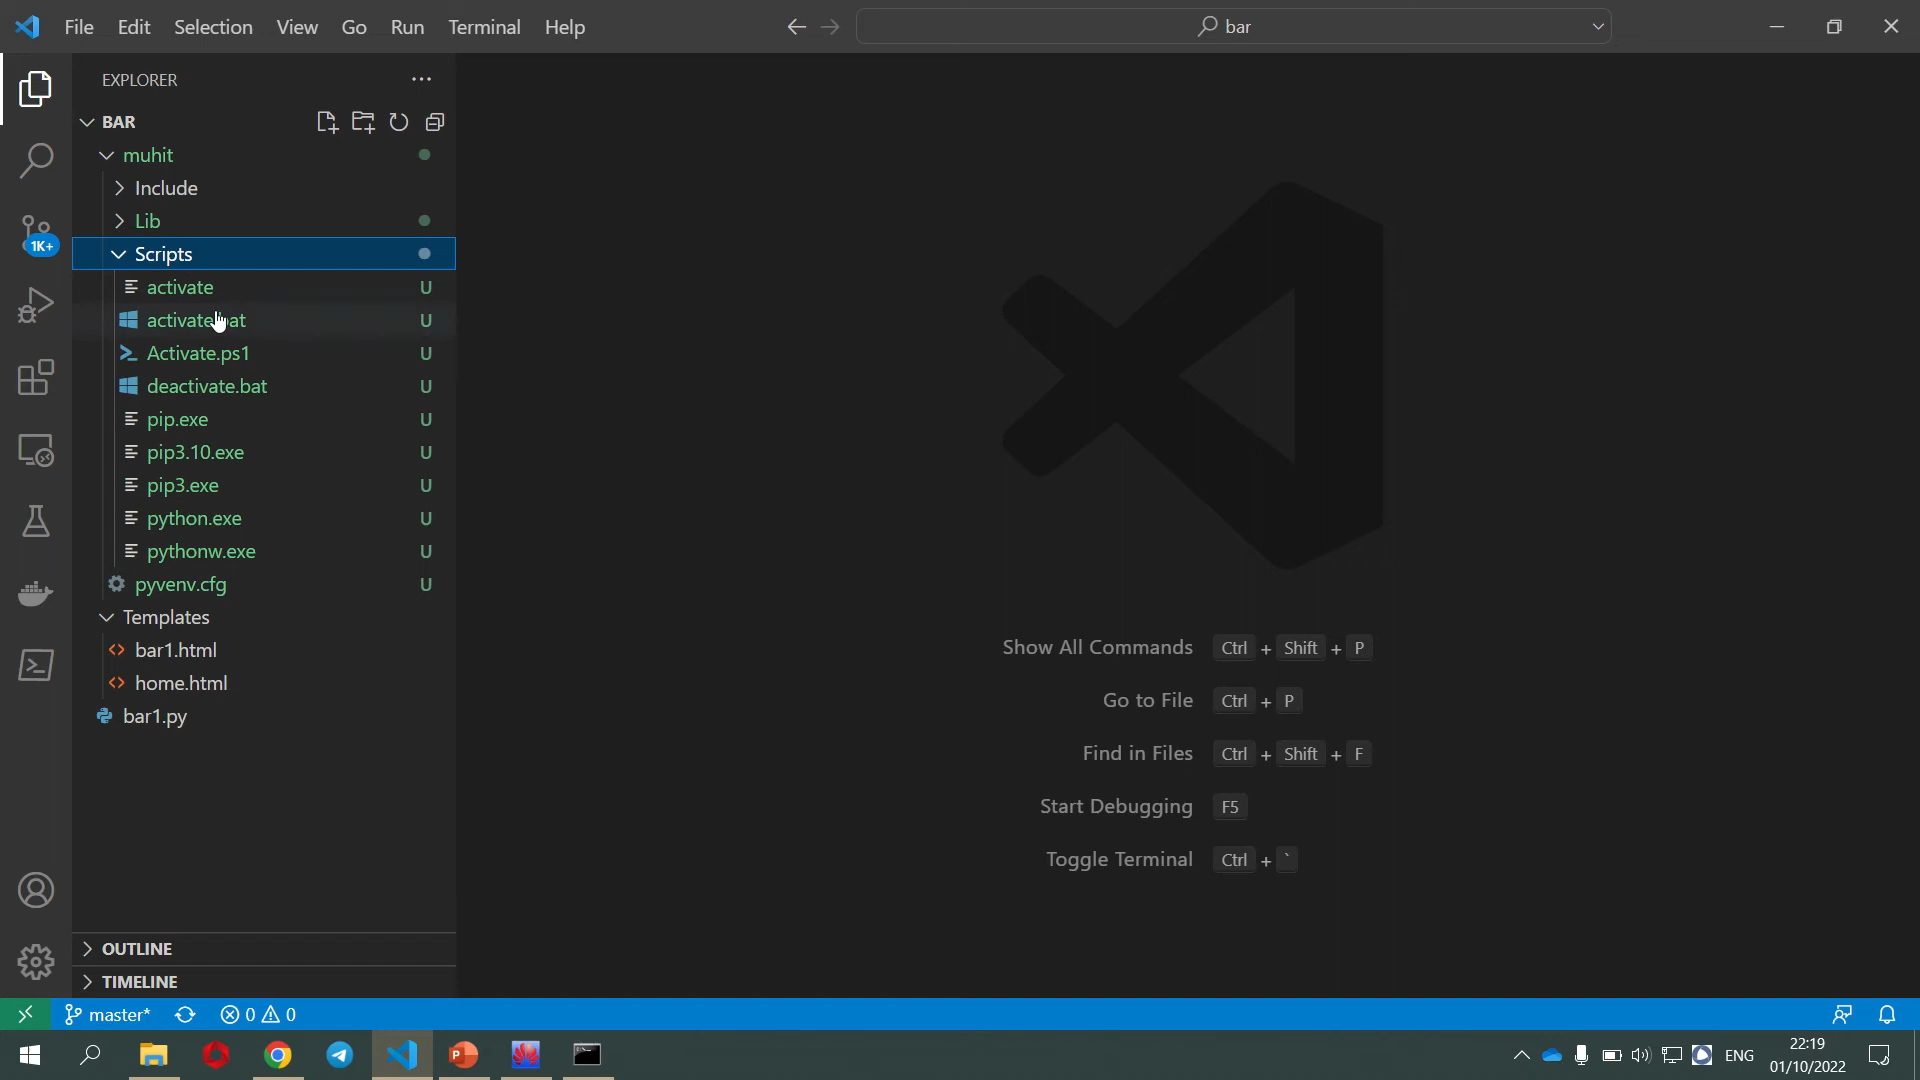 File Edit Selection View Go Run Terminal Help
bar
EXPLORER
BAR
muhit
Include
Lib
Scripts
activate U
activate bat U
Activate.ps1 U
deactivate.bat U
pip.exe U
pip3.10.exe U
pip3.exe U
python.exe U
pythonw.exe U
pyvenv.cfg U
Templates
bar1.html
home.html
bar1.py
1K+
Show All Commands Ctrl + Shift + P
Go to File Ctrl + P
Find in Files Ctrl + Shift + F
Start Debugging F5
Toggle Terminal Ctrl + `
OUTLINE
TIMELINE
master* 0 0
ENG
22:19
01/10/2022